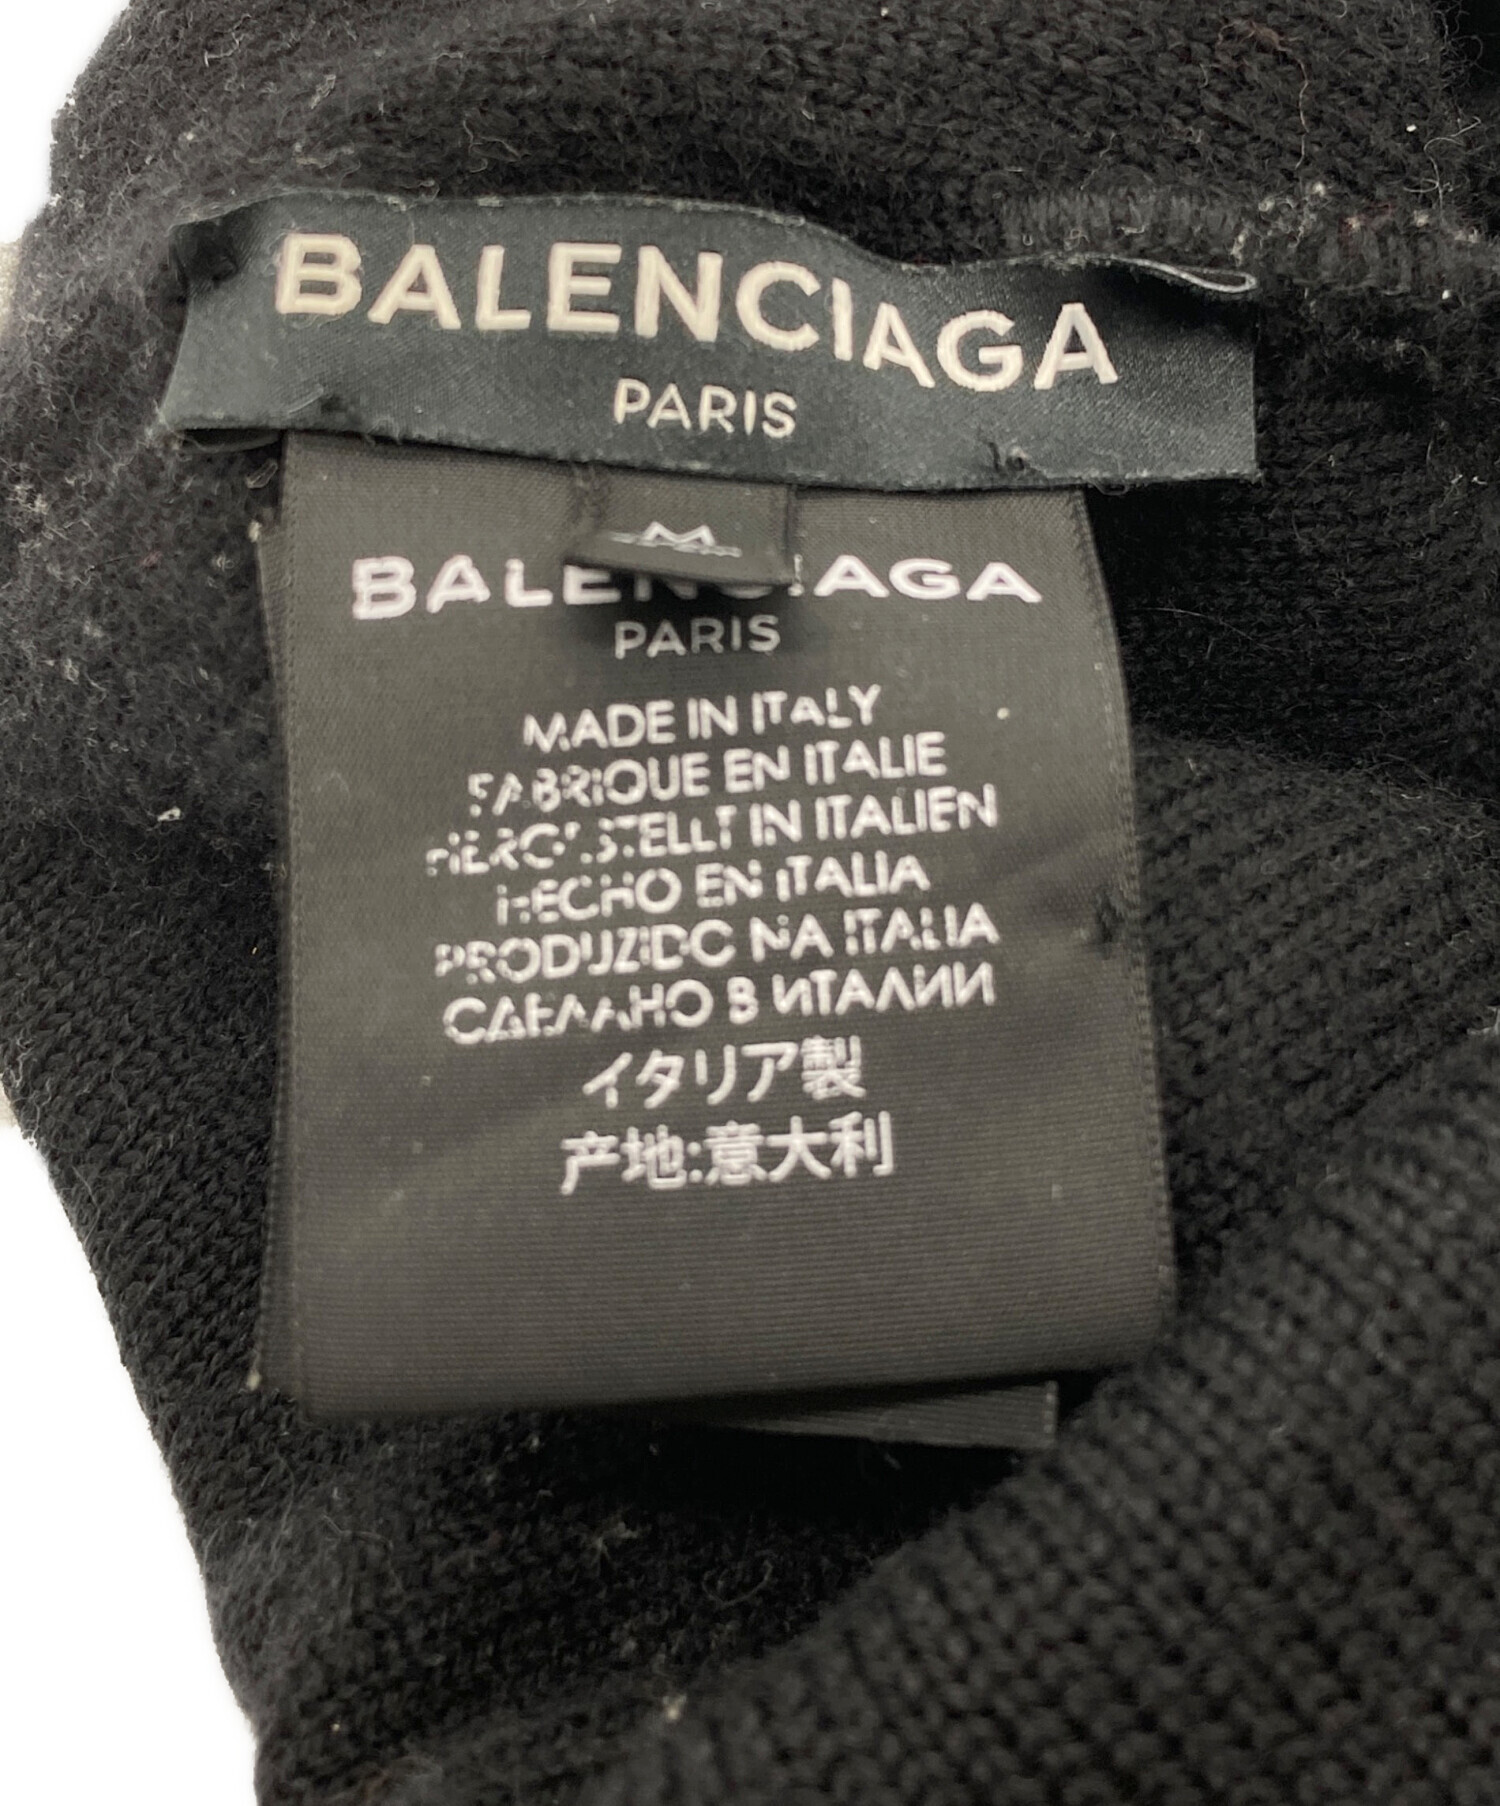 BALENCIAGA
PARIS
M
BALENCIAGA
PARIS
MADE IN ITALY
FABRIQUE EN ITALIE
HERGESTELLT IN ITALIEN
HECHO EN ITALIA
PRODUZIDO NA ITALIA
СДЕЛАНО В ИТАЛИИ
イタリア製
产地:意大利